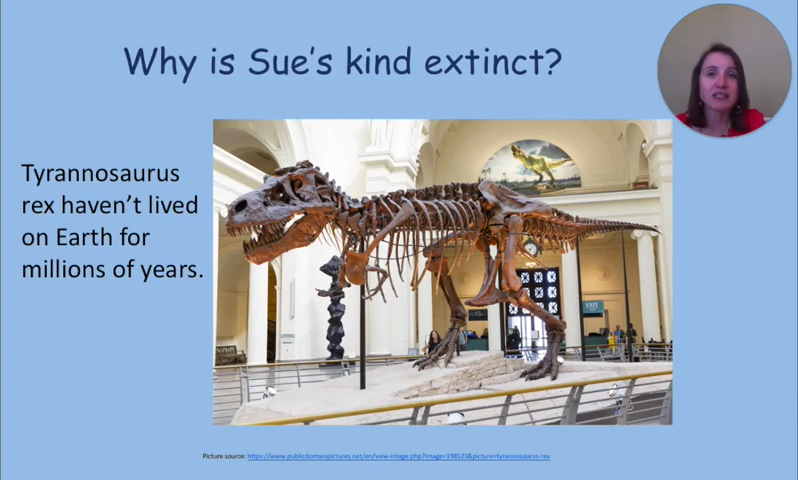 Why is Sue's kind extinct?
Tyrannosaurus
rex haven't lived
on Earth for
millions of years.
EXIT
Picture source: https://www.publicdomainpictures.net/en/view-image.php?image=198523&picture=tyrannosaurus-rex